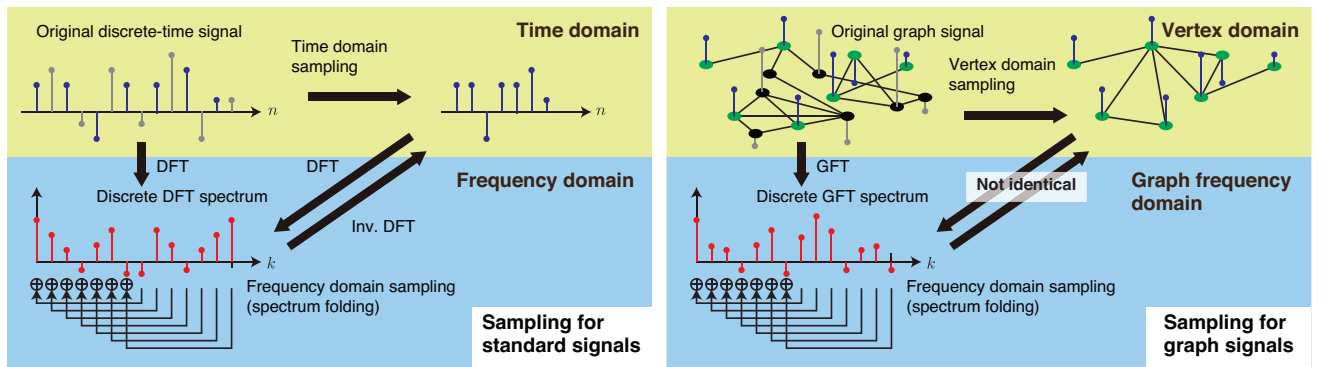 Time domain
Original discrete-time signal
Time domain
sampling
n
n
DFT
DFT
Frequency domain
Discrete DFT spectrum
Inv. DFT
k
Frequency domain sampling
(spectrum folding)
Sampling for
standard signals
Vertex domain
Original graph signal
Vertex domain
sampling
GFT
Not identical
Graph frequency
domain
Discrete GFT spectrum
k
Frequency domain sampling
(spectrum folding)
Sampling for
graph signals